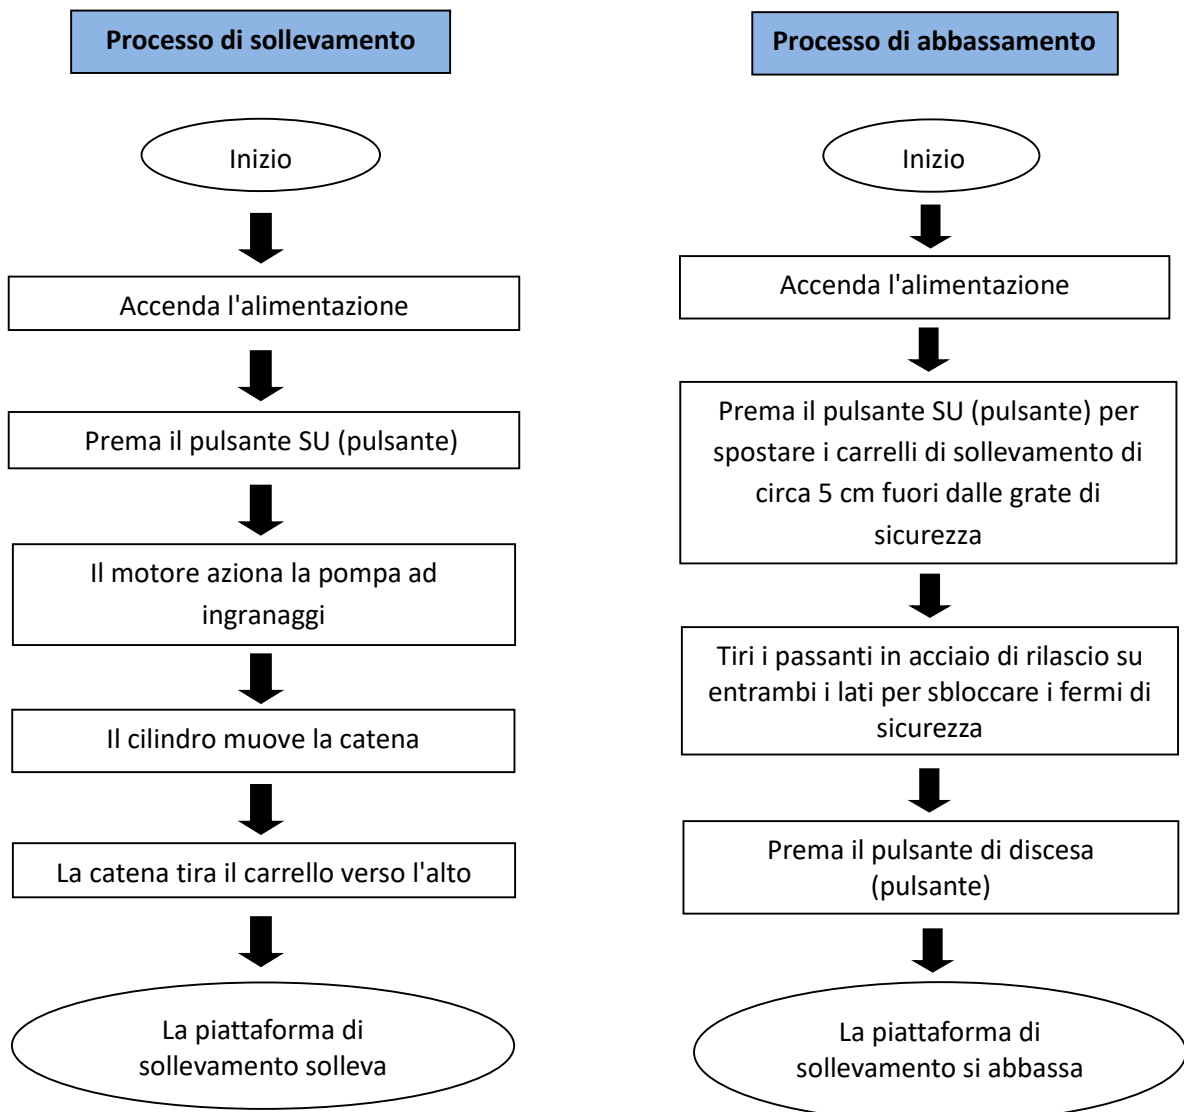 Processo di sollevamento
Inizio
Accenda l'alimentazione
Prema il pulsante SU (pulsante)
Il motore aziona la pompa ad
ingranaggi
Il cilindro muove la catena
La catena tira il carrello verso l'alto
La piattaforma di
sollevamento solleva
Processo di abbassamento
Inizio
Accenda l'alimentazione
Prema il pulsante SU (pulsante) per
spostare i carrelli di sollevamento di
circa 5 cm fuori dalle grate di
sicurezza
Tiri i passanti in acciaio di rilascio su
entrambi i lati per sbloccare i fermi di
sicurezza
Prema il pulsante di discesa
(pulsante)
La piattaforma di
sollevamento si abbassa